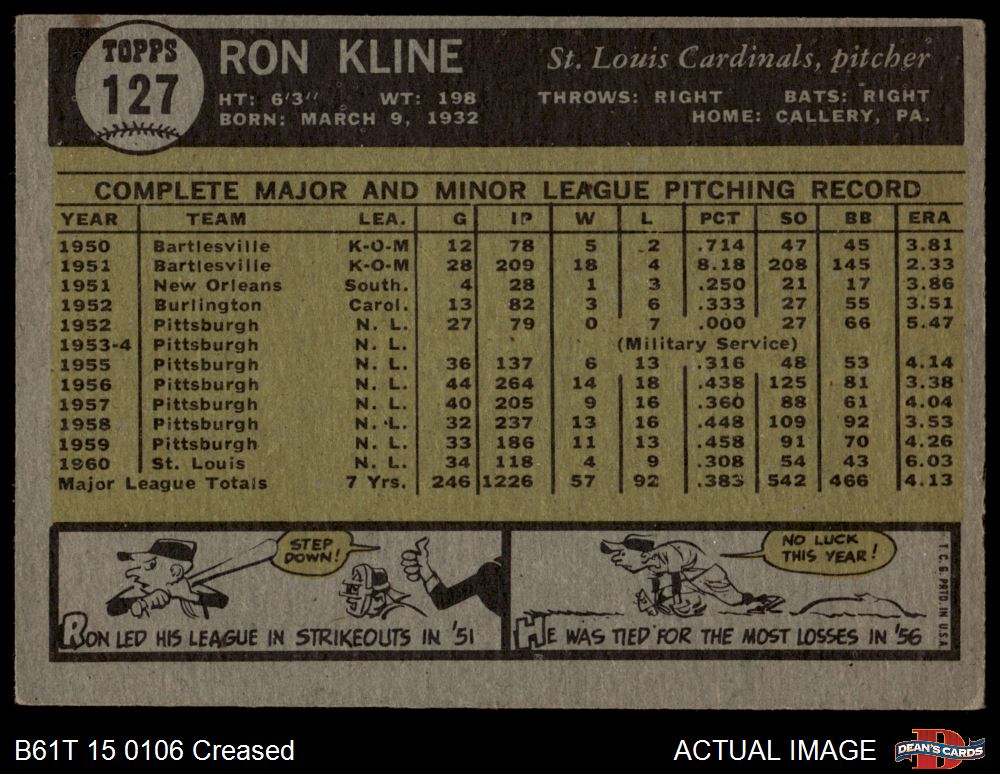 TOPPS
127
RON KLINE
St. Louis Cardinals, pitcher
HT: 6'3'' WT: 198 THROWS: RIGHT BATS: RIGHT
BORN: MARCH 9, 1932 HOME: CALLERY, PA.
COMPLETE MAJOR AND MINOR LEAGUE PITCHING RECORD
YEAR TEAM LEA. G IP W L PCT SO BB ERA
1950 Bartlesville K-O-M 12 78 5 2 .714 47 45 3.81
1951 Bartlesville K-O-M 28 209 18 4 8.18 208 145 2.33
1951 New Orleans South. 4 28 1 3 .250 21 17 3.86
1952 Burlington Carol. 13 82 3 6 .333 27 55 3.51
1952 Pittsburgh N. L. 27 79 0 7 .000 27 66 5.47
1953-4 Pittsburgh N. L. (Military Service)
1955 Pittsburgh N. L. 36 137 6 13 .316 48 53 4.14
1956 Pittsburgh N. L. 44 264 14 18 .438 125 81 3.38
1957 Pittsburgh N. L. 40 205 9 16 .360 88 61 4.04
1958 Pittsburgh N. L. 32 237 13 16 .448 109 92 3.53
1959 Pittsburgh N. L. 33 186 11 13 .458 91 70 4.26
1960 St. Louis N. L. 34 118 4 9 .308 54 43 6.03
Major League Totals 7 Yrs. 246 1226 57 92 .383 542 466 4.13
STEP
DOWN!
RON LED HIS LEAGUE IN STRIKEOUTS IN '51
NO LUCK
THIS YEAR!
HE WAS TIED FOR THE MOST LOSSES IN '56
T. C. G. PRTD. IN U.S.A.
B61T 15 0106 Creased
ACTUAL IMAGE
DEAN'S CARDS